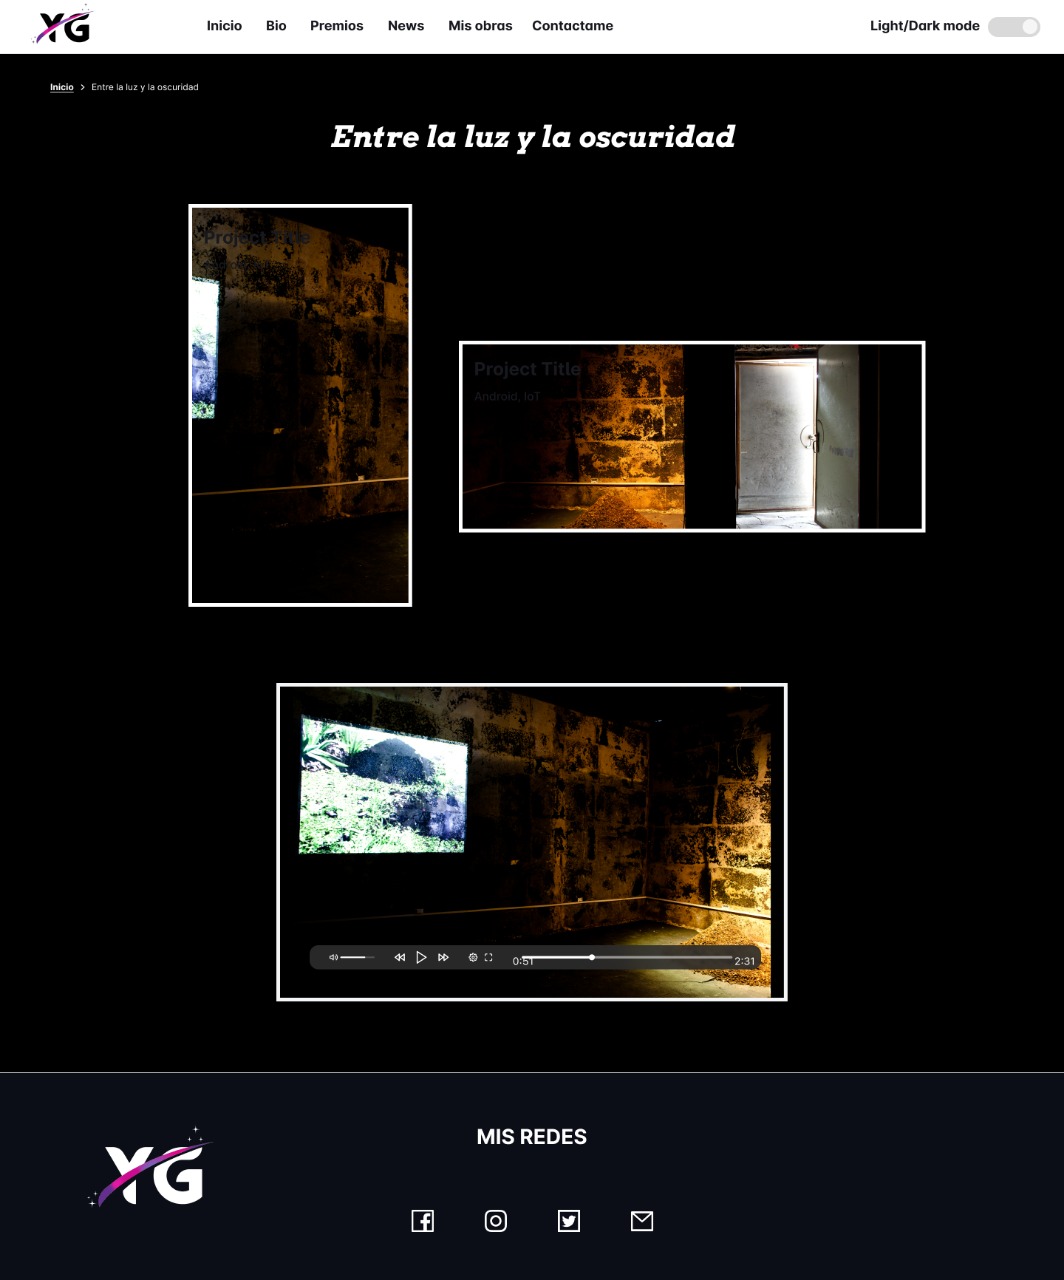 YG
Inicio Bio Premios News Mis obras Contactame Light/Dark mode
Inicio > Entre la luz y la oscuridad
Entre la luz y la oscuridad
Project Title
Project Title
Android, IoT
0:51 2:31
YG
MIS REDES